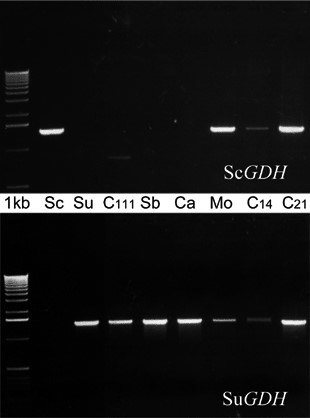 ScGDH
1kb Sc Su C111 Sb Ca Mo C14 C21
SuGDH